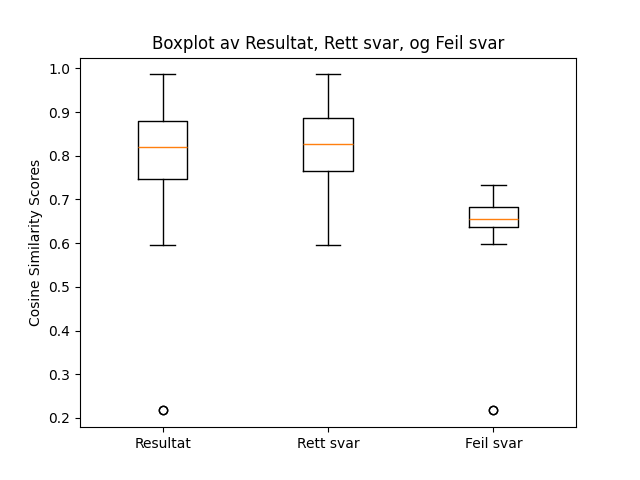 Boxplot av Resultat, Rett svar, og Feil svar
1.0
0.9
0.8
0.7
0.6
0.5
0.4
0.3
0.2
Cosine Similarity Scores
Resultat
Rett svar
Feil svar